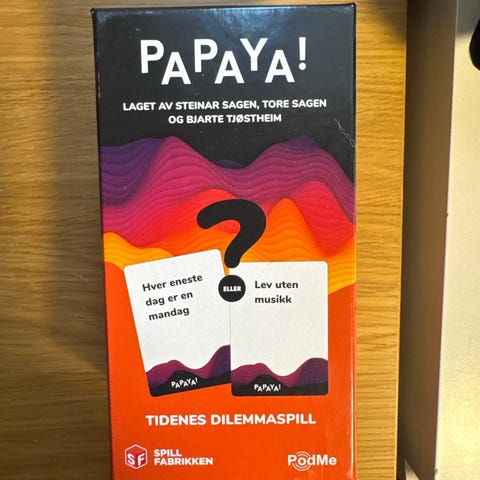 PAPAYA!
LAGET AV STEINAR SAGEN, TORE SAGEN
OG BJARTE TJØSTHEIM
?
Hver eneste
dag er en
mandag
PAPAYA!
ELLER
Lev uten
musikk
PAPAYA!
TIDENES DILEMMASPILL
SF
SPILL
FABRIKKEN
PodMe